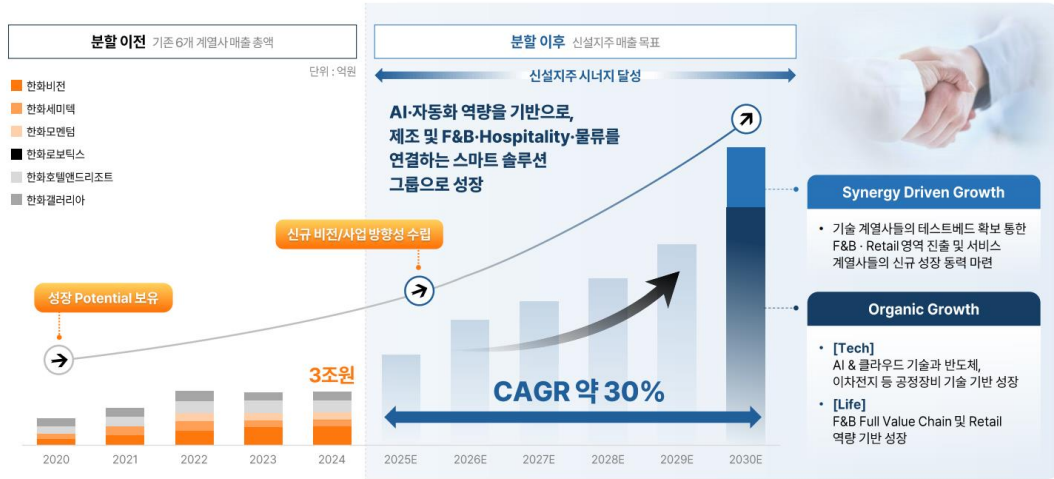 분할 이전 기존 6개 계열사 매출 총액
단위 : 억원
한화비전
한화세미텍
한화모멘텀
한화로보틱스
한화호텔앤드리조트
한화갤러리아
성장 Potential 보유
신규 비전/사업 방향성 수립
3조원
2020
2021
2022
2023
2024
분할 이후 신설지주 매출 목표
신설지주 시너지 달성
AI·자동화 역량을 기반으로,
제조 및 F&B·Hospitality·물류를
연결하는 스마트 솔루션
그룹으로 성장
CAGR 약 30%
2025E
2026E
2027E
2028E
2029E
2030E
Synergy Driven Growth
• 기술 계열사들의 테스트베드 확보 통한
F&B · Retail 영역 진출 및 서비스
계열사들의 신규 성장 동력 마련
Organic Growth
• [Tech]
AI & 클라우드 기술과 반도체,
이차전지 등 공정장비 기술 기반 성장
• [Life]
F&B Full Value Chain 및 Retail
역량 기반 성장